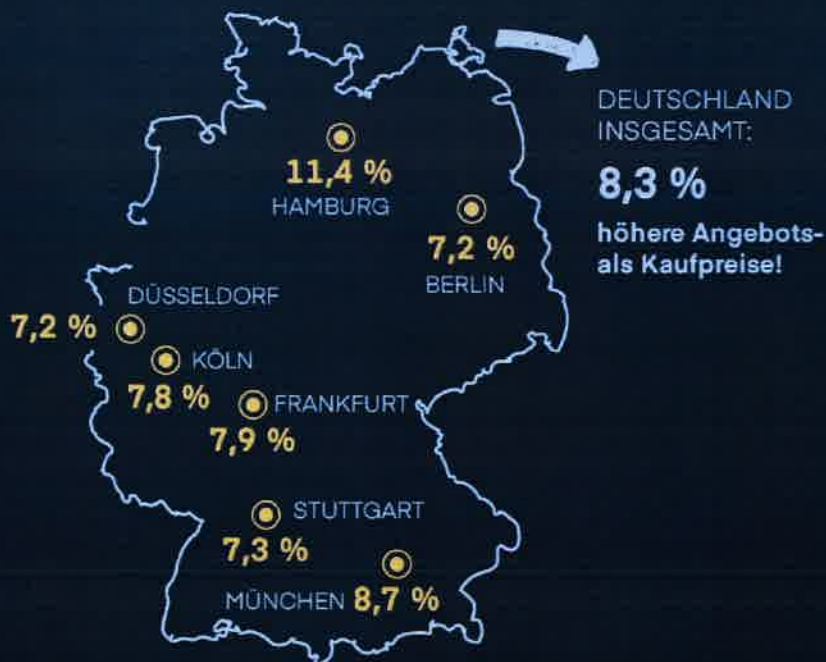 DEUTSCHLAND
INSGESAMT:
8,3 %
höhere Angebots-
als Kaufpreise!
11,4 %
HAMBURG
7,2 %
BERLIN
DÜSSELDORF
7,2 %
KÖLN
7,8 %
FRANKFURT
7,9 %
STUTTGART
7,3 %
MÜNCHEN 8,7 %